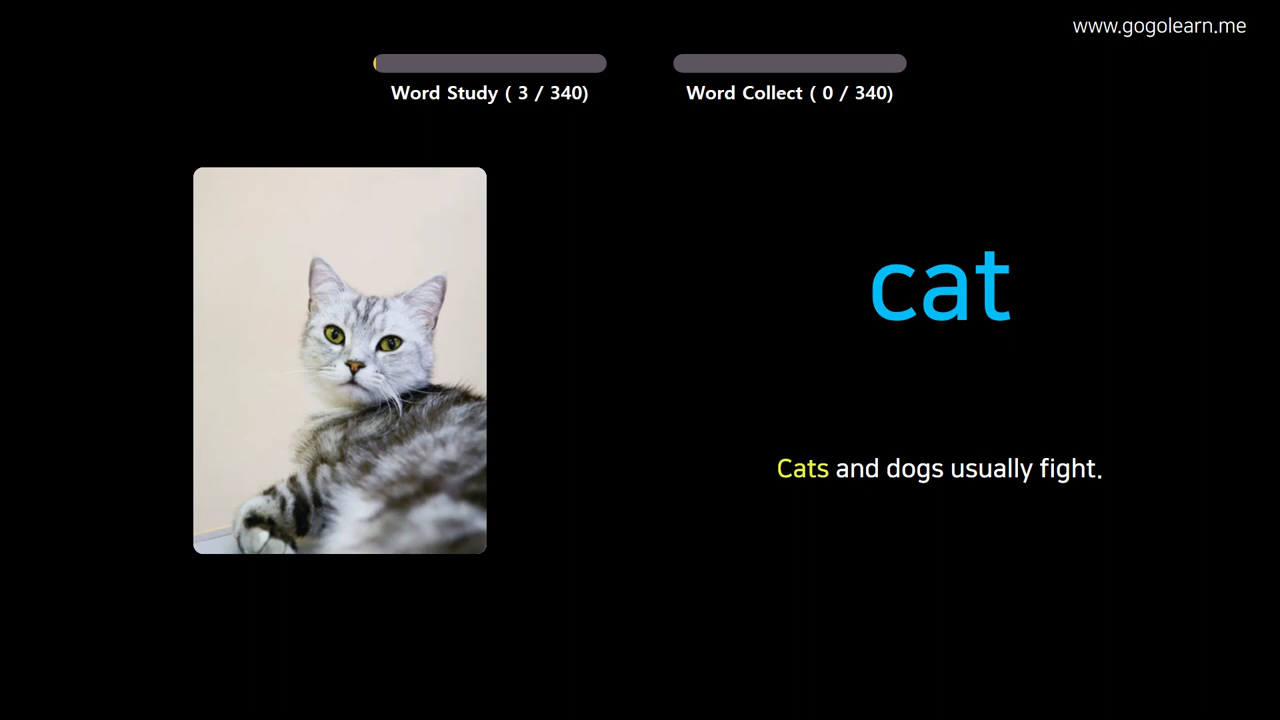 www.gogolearn.me
Word Study ( 3 / 340)
Word Collect ( 0 / 340)
cat
Cats and dogs usually fight.